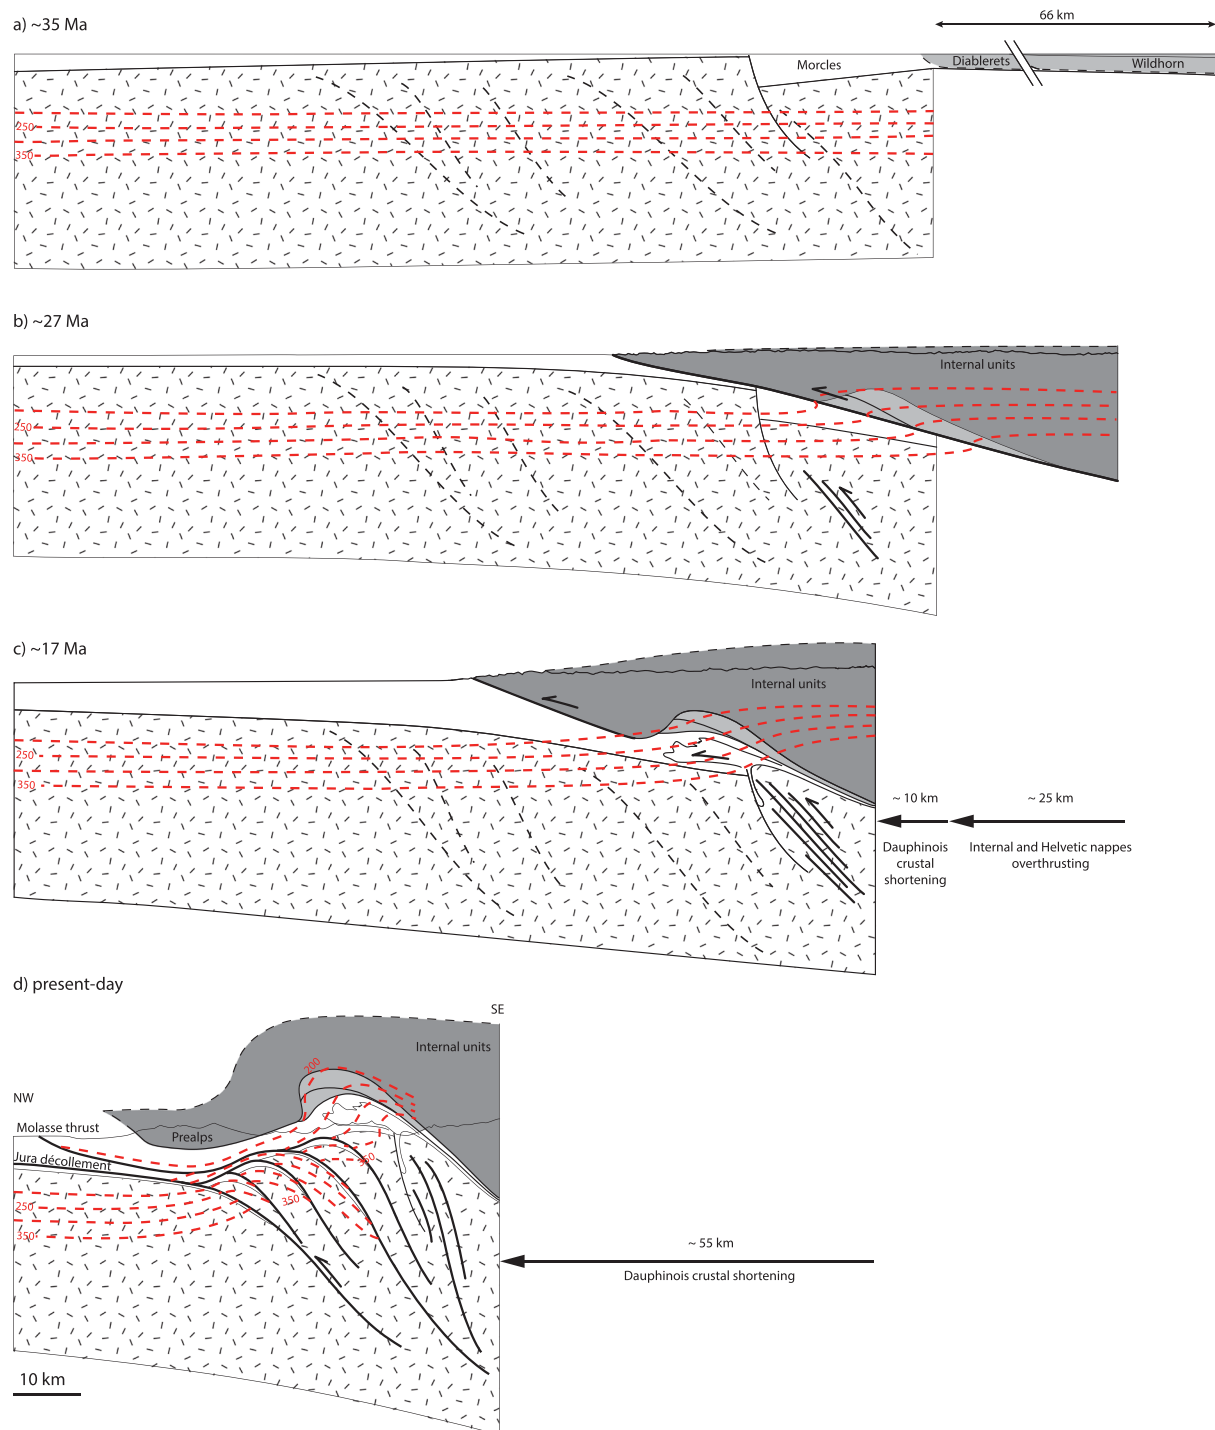 a) ~35 Ma
66 km
Morcles
Diablerets
Wildhorn
250
350
b) ~27 Ma
Internal units
250
350
c) ~17 Ma
Internal units
250
350
~ 10 km
~ 25 km
Dauphinois
crustal
shortening
Internal and Helvetic nappes
overthrusting
d) present-day
SE
Internal units
200
NW
Molasse thrust
Prealps
Jura décollement
350
350
250
350
~ 55 km
Dauphinois crustal shortening
10 km